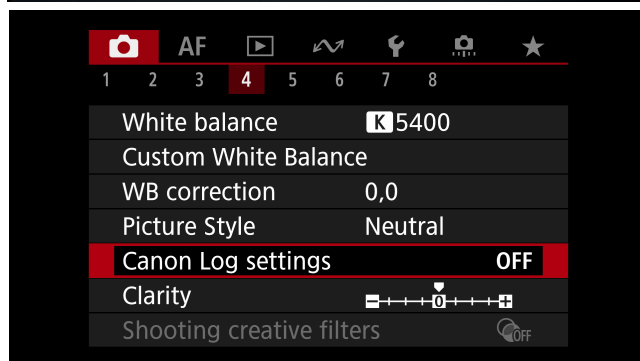 AF
1 2 3 4 5 6 7 8
White balance K 5400
Custom White Balance
WB correction 0,0
Picture Style Neutral
Canon Log settings OFF
Clarity 0
Shooting creative filters OFF